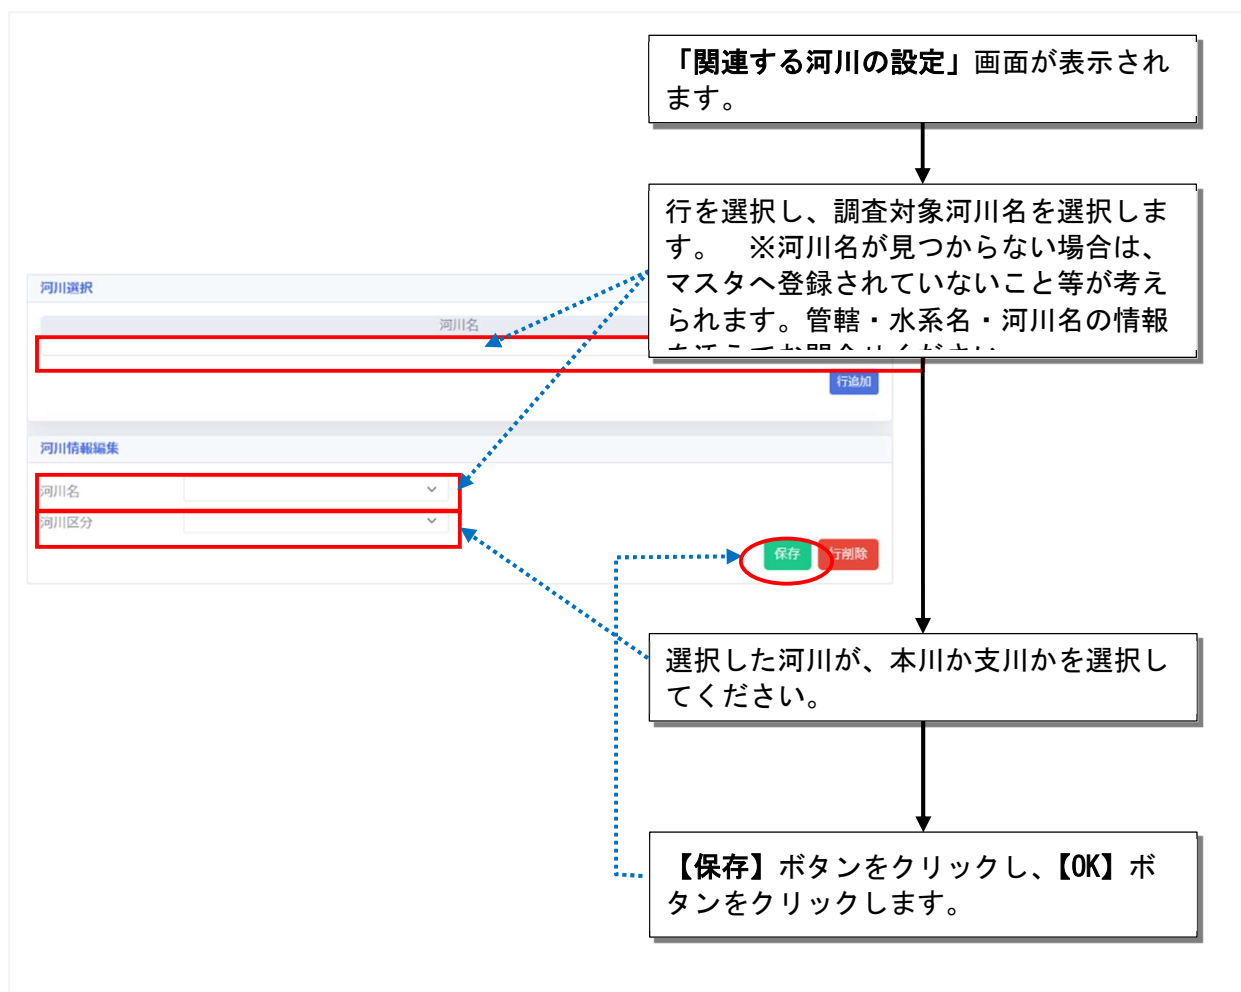 「関連する河川の設定」画面が表示され
ます。
行を選択し、調査対象河川名を選択しま
す。　※河川名が見つからない場合は、
マスタへ登録されていないこと等が考え
られます。管轄・水系名・河川名の情報
河川選択
河川名
行追加
河川情報編集
河川名
河川区分
保存
行削除
選択した河川が、本川か支川かを選択し
てください。
【保存】ボタンをクリックし、【OK】ボ
タンをクリックします。